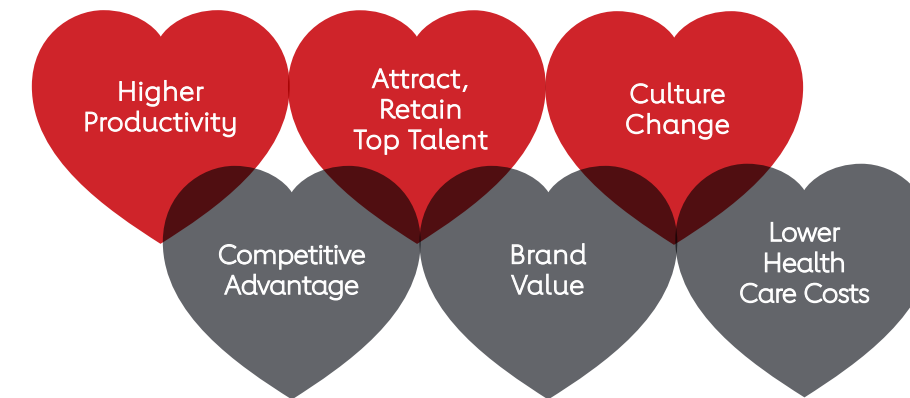 Higher
Productivity
Attract,
Retain
Top Talent
Culture
Change
Competitive
Advantage
Brand
Value
Lower
Health
Care Costs